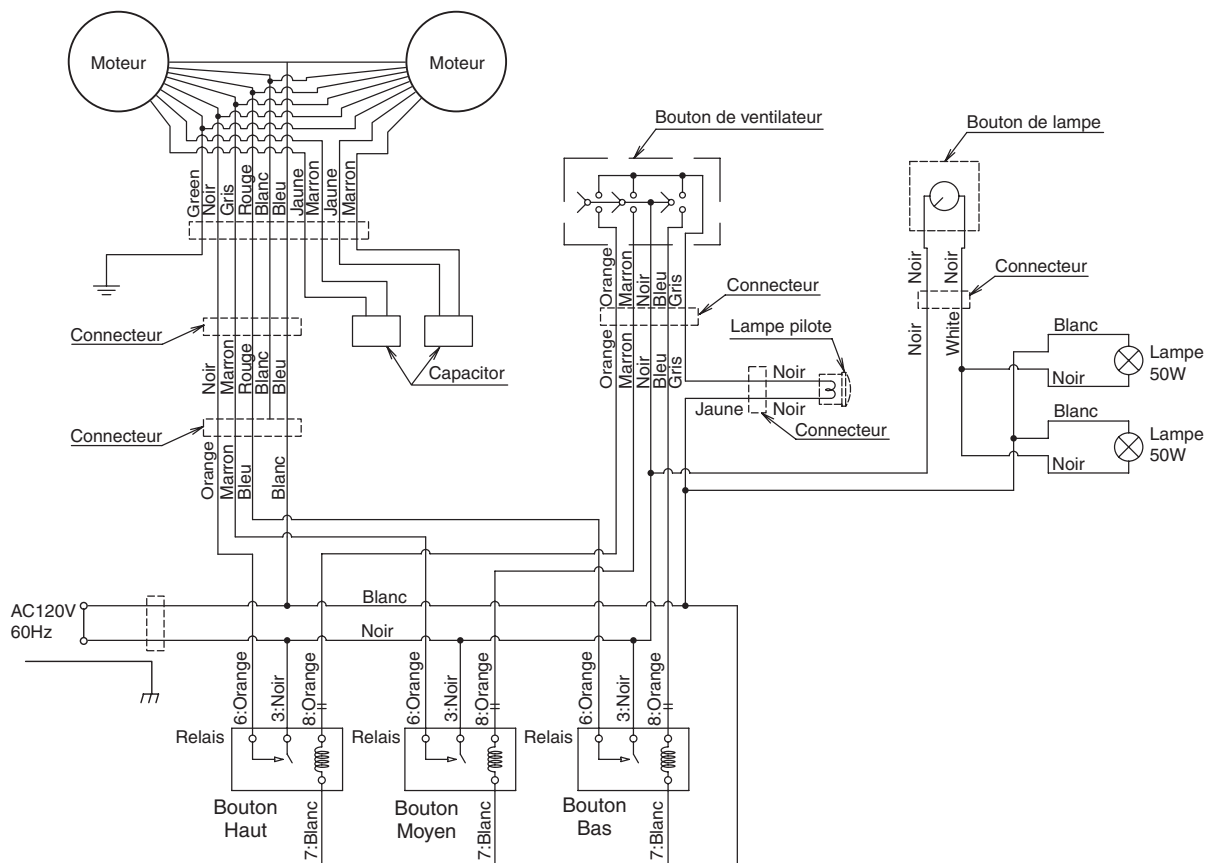 Moteur
Moteur
Bouton de ventilateur
Bouton de lampe
Green
Noir
Gris
Rouge
Blanc
Bleu
Jaune
Marron
Jaune
Marron
Orange
Marron
Noir
Bleu
Gris
Noir
Noir
Connecteur
Connecteur
Connecteur
Capacitor
Lampe pilote
Orange
Marron
Noir
Bleu
Gris
Noir
White
Blanc
Noir
Lampe
50W
Noir
Marron
Rouge
Blanc
Bleu
Noir
Jaune
Noir
Connecteur
Blanc
Noir
Lampe
50W
Connecteur
Orange
Marron
Bleu
Blanc
AC120V
60Hz
Blanc
Noir
6:Orange
3:Noir
8:Orange
6:Orange
3:Noir
8:Orange
6:Orange
3:Noir
8:Orange
Relais
Relais
Relais
Bouton
Haut
7:Blanc
Bouton
Moyen
7:Blanc
Bouton
Bas
7:Blanc